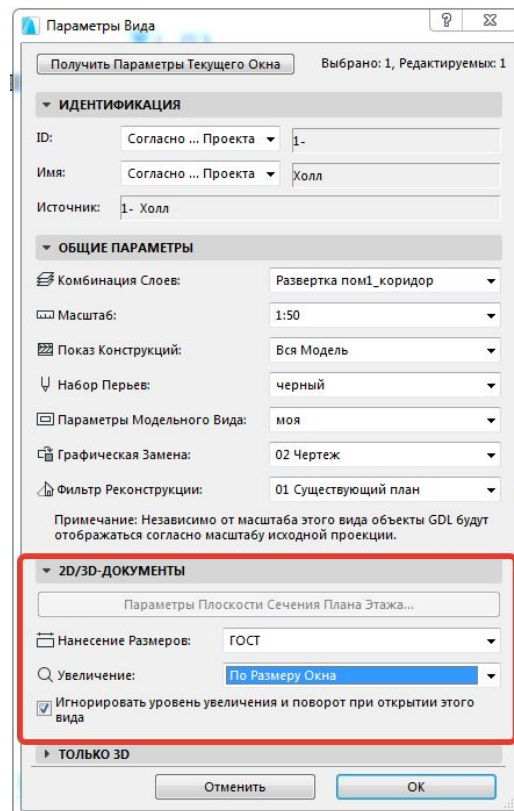 Параметры Вида
Получить Параметры Текущего Окна
Выбрано: 1, Редактируемых: 1
ИДЕНТИФИКАЦИЯ
ID: Согласно ... Проекта 1-
Имя: Согласно ... Проекта Холл
Источник: 1- Холл
ОБЩИЕ ПАРАМЕТРЫ
Комбинация Слоев: Развертка пом1_коридор
Масштаб: 1:50
Показ Конструкций: Вся Модель
Набор Перьев: черный
Параметры Модельного Вида: моя
Графическая Замена: 02 Чертеж
Фильтр Реконструкции: 01 Существующий план
Примечание: Независимо от масштаба этого вида объекты GDL будут
отображаться согласно масштабу исходной проекции.
2D/3D-ДОКУМЕНТЫ
Параметры Плоскости Сечения Плана Этажа...
Нанесение Размеров: ГОСТ
Увеличение: По Размеру Окна
Игнорировать уровень увеличения и поворот при открытии этого
вида
ТОЛЬКО 3D
Отменить
ОК